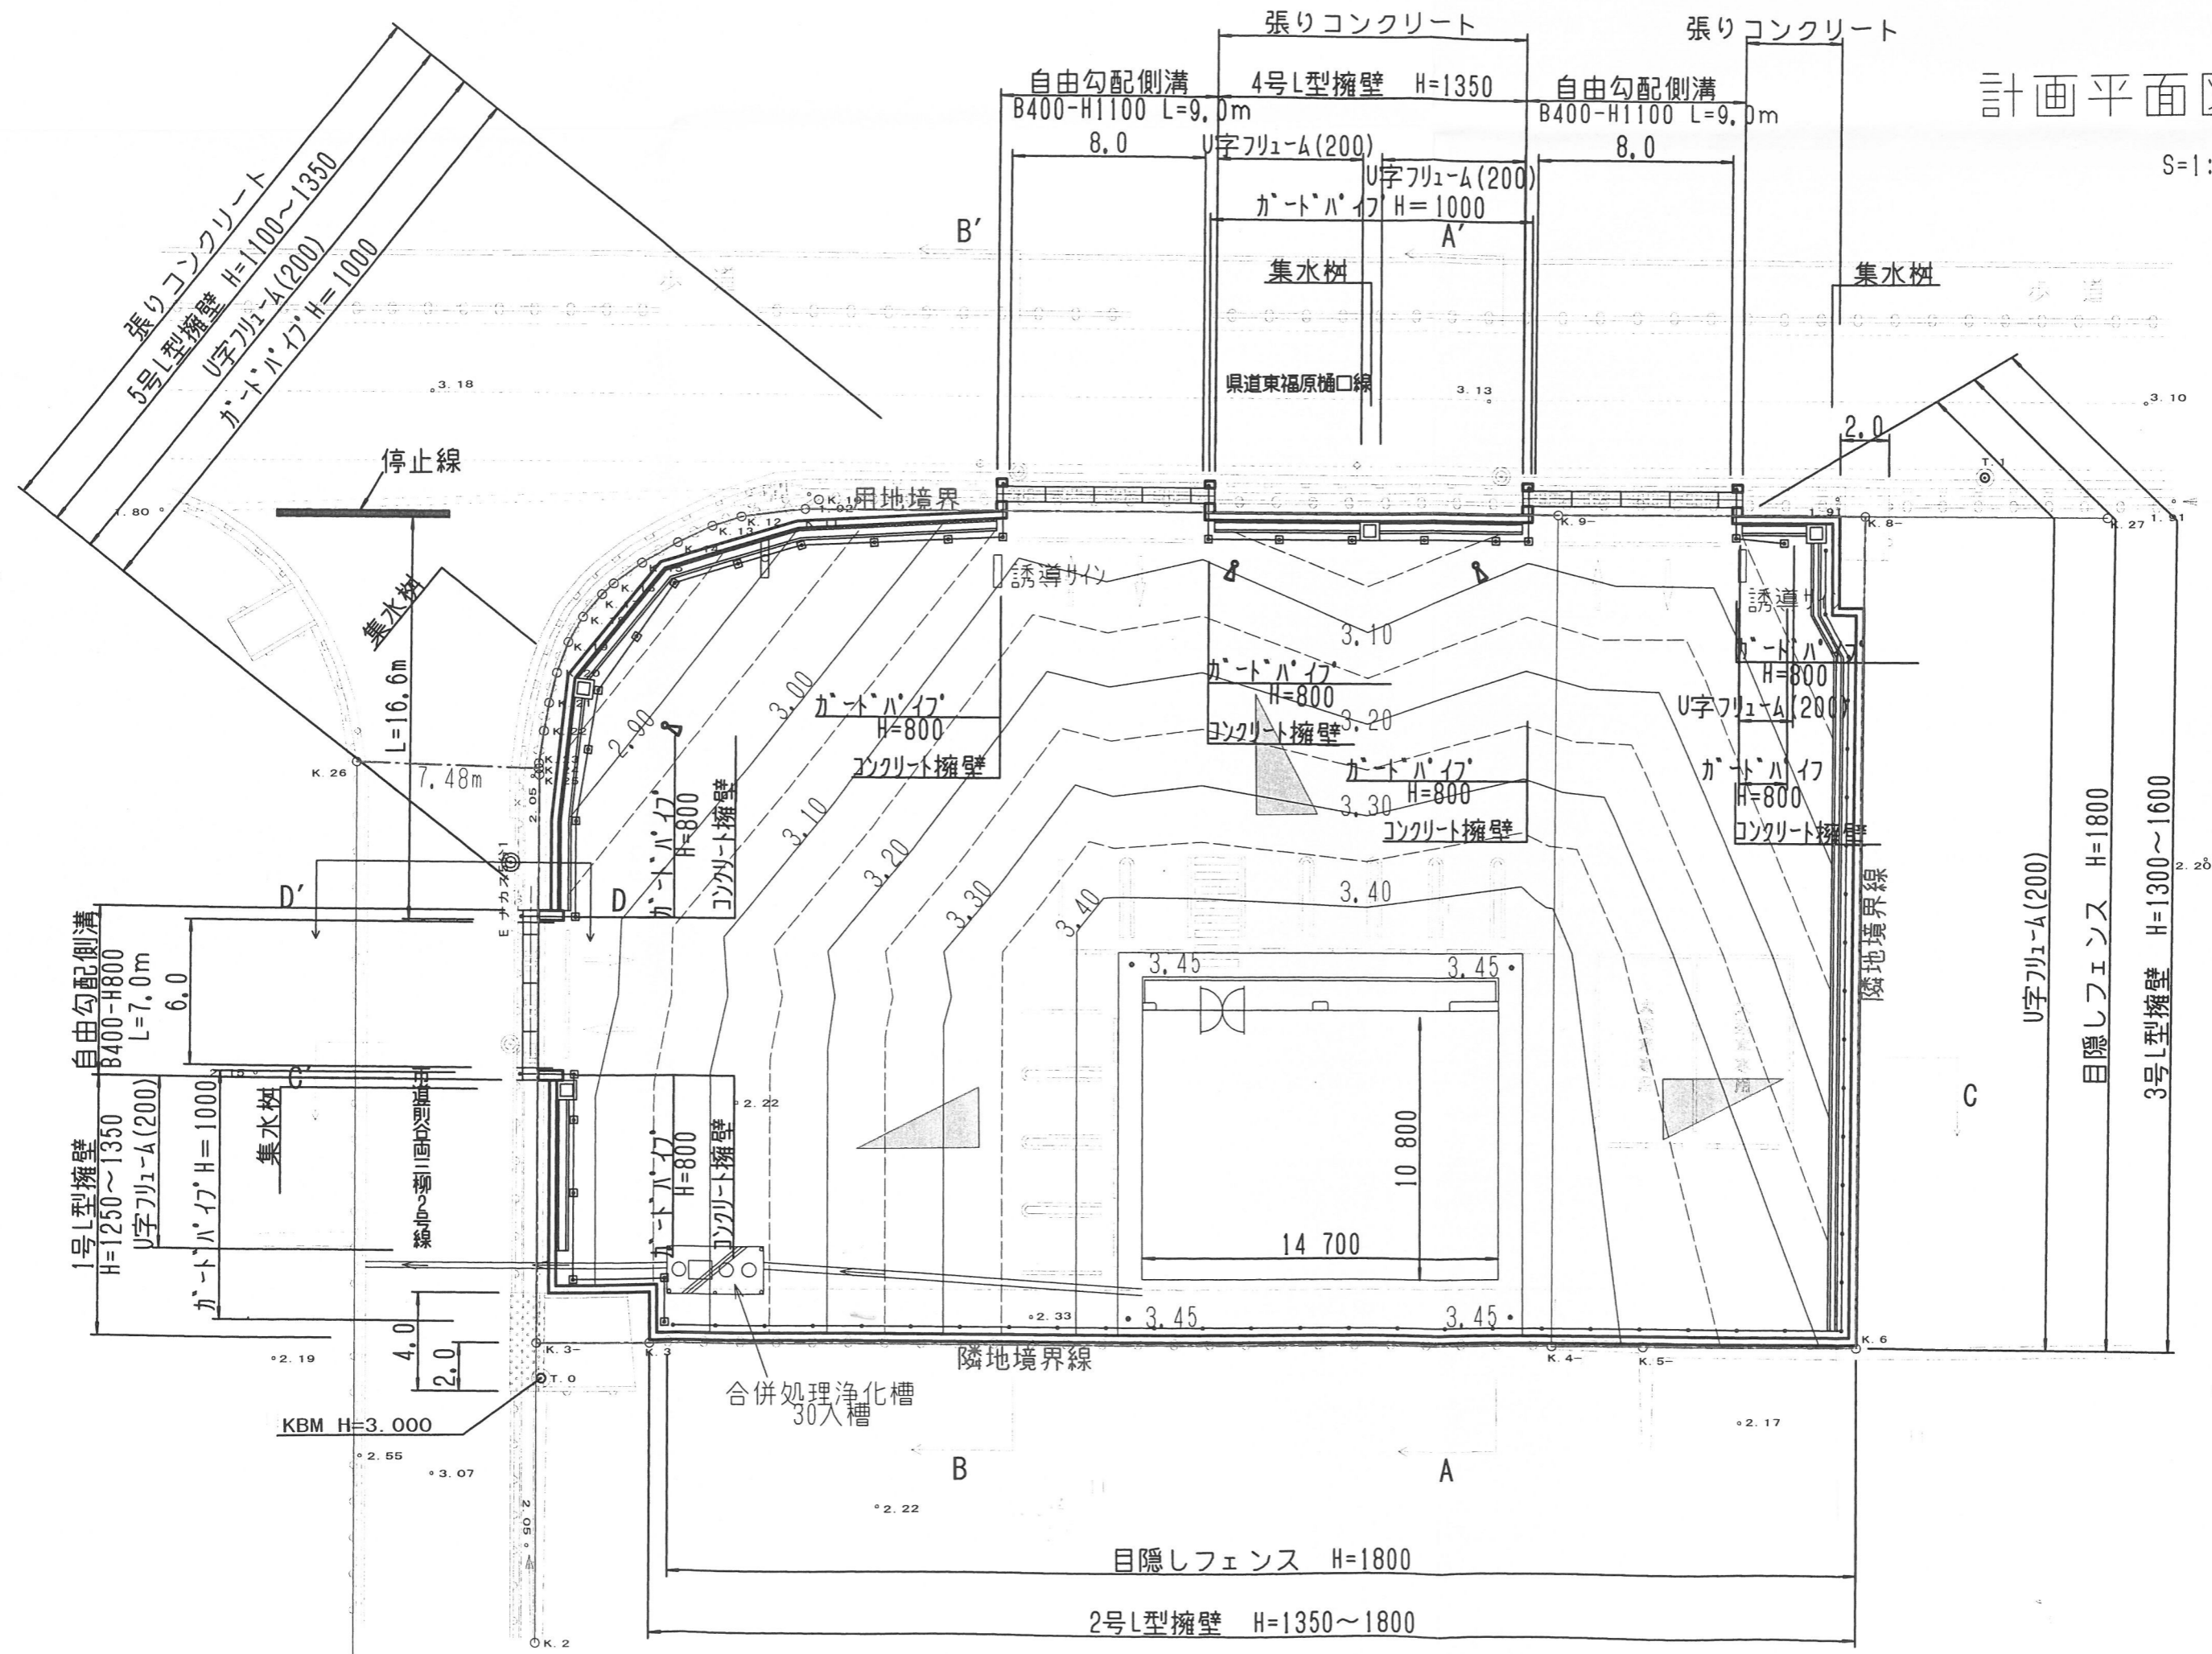 計画平面
S=1:
張りコンクリート
張りコンクリート
自由勾配側溝
B400-H1100 L=9.0m
8.0
4号L型擁壁 H=1350
自由勾配側溝
B400-H1100 L=9.0m
8.0
U字フリューム(200)
U字フリューム(200)
ガードパイプH=1000
B′
A′
集水桝
集水桝
歩道
歩道
県道東福原樋口線
3.18
3.13
3.10
張りコンクリート
5号L型擁壁 H=1100～1350
U字フリューム(200)
ガードパイプH=1000
停止線
1.80
2.0
T.1
用地境界
K.12
K.13
K.9-
K.8-
K.27
1.91
1.91
集水桝
L=16.6m
誘導サイン
誘導サイン
3.10
3.00
2.90
ガードパイプ
H=800
コンクリート擁壁
ガードパイプ
H=800
コンクリート擁壁
3.20
ガードパイプ
H=800
U字フリューム(200)
ガードパイプ
H=800
コンクリート擁壁
ガードパイプ
H=800
コンクリート擁壁
3.30
K.22
K.26
7.48m
2.05
3.10
3.20
3.30
3.40
3.40
ガードパイプ
H=800
コンクリート擁壁
D′
D
隣地境界線
2.20
U字フリューム(200)
目隠しフェンス H=1800
3号L型擁壁 H=1300～1600
自由勾配側溝
B400-H800
L=7.0m
6.0
3.45
3.45
C′
C
1号L型擁壁
H=1250～1350
U字フリューム(200)
ガードパイプH=1000
集水桝
2.22
ガードパイプ
H=800
コンクリート擁壁
10 800
14 700
3.45
3.45
2.33
4.0
2.0
2.19
K.3-
K.3
K.4-
K.5-
K.6
隣地境界線
T.0
合併処理浄化槽
30人槽
KBM H=3.000
2.55
3.07
2.17
2.22
2.05
B
A
目隠しフェンス H=1800
2号L型擁壁 H=1350～1800
K.2